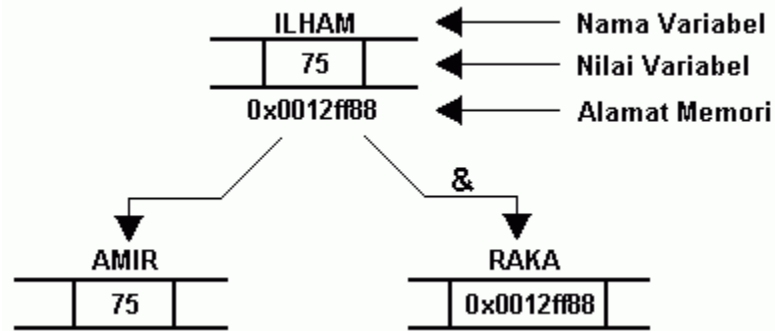 ILHAM
Nama Variabel
75
Nilai Variabel
0x0012ff88
Alamat Memori
&
AMIR
RAKA
75
0x0012ff88